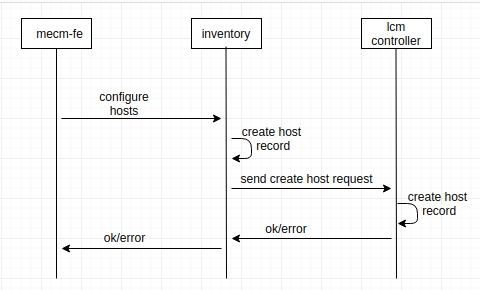 mecm-fe
inventory
lcm
controller
configure
hosts
create host
record
send create host request
create host
record
ok/error
ok/error